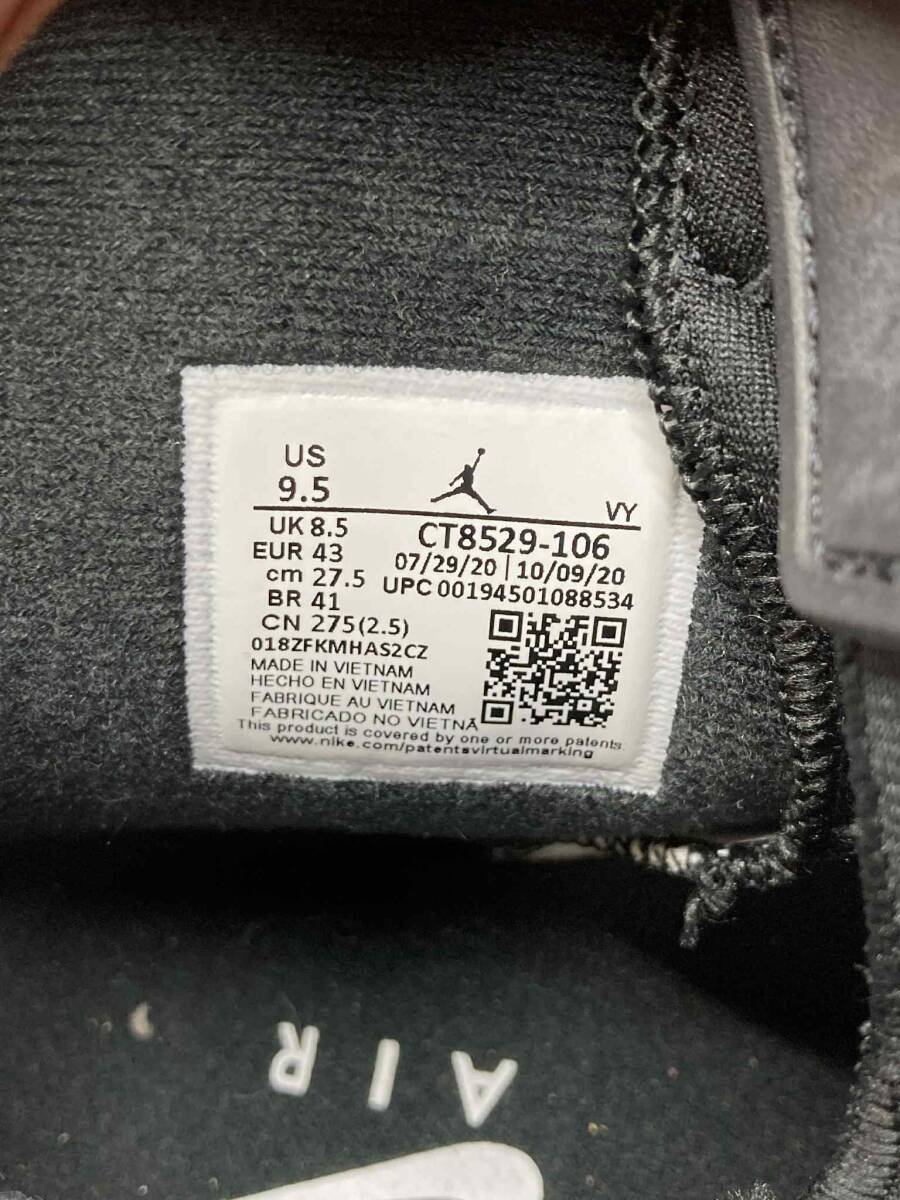 US
9.5
VY
UK 8.5
CT8529-106
EUR 43
07/29/20 | 10/09/20
cm 27.5
UPC 00194501088534
BR 41
CN 275(2.5)
018ZFKMHAS2CZ
MADE IN VIETNAM
HECHO EN VIETNAM
FABRIQUE AU VIETNAM
FABRICADO NO VIETNÃ
This product is covered by one or more patents.
www.nike.com/patentsvirtualmarking
AIR